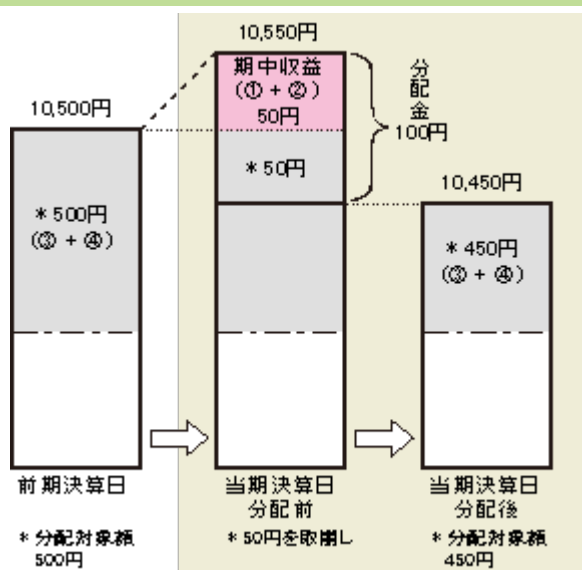 10,550円
期中収益
(①+②)
50円
分配金
100円
10,500円
*50円
10,450円
*500円
(③+④)
*450円
(③+④)
前期決算日
当期決算日
分配前
当期決算日
分配後
*分配対象額
500円
*50円を取崩し
*分配対象額
450円